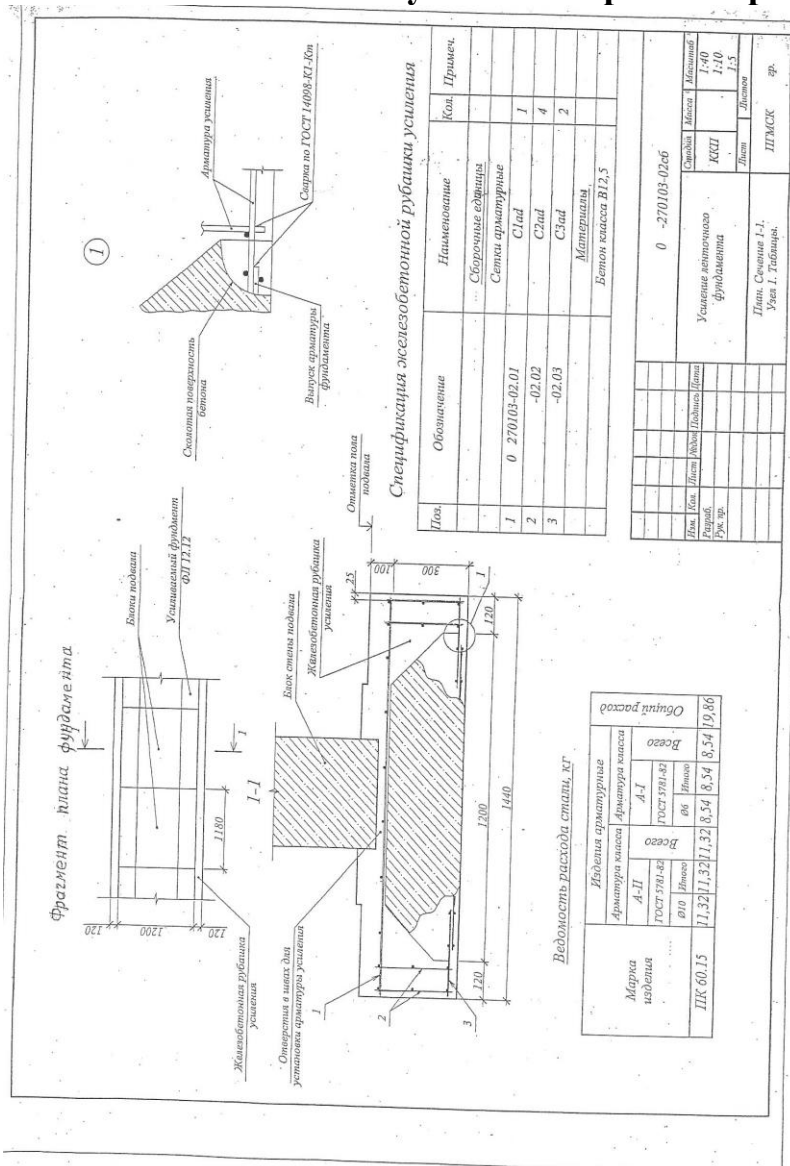 Фрагмент плана фундамента
120
1200
120
1180
1
Блоки подвала
Усиливаемый фундмент
ФЛ 12.12
Железобетонная рубашка
усиления
1-1
Отверстия в швах для
установки арматуры усиления
Блок стены подвала
Железобетонная рубашка
усиления
Отметка пола
подвала
25
100
300
1
2
3
1
120
1200
120
1440
1
Арматура усиления
Сварка по ГОСТ 14098-К1-Кт
Сколотая поверхность
бетона
Выпуск арматуры
фундамента
Ведомость расхода стали, кг
Марка
изделия
Изделия арматурные
Общий расход
Арматура класса Арматура класса
А-II Всего А-I Всего
ГОСТ 5781-82 ГОСТ 5781-82
Ø10 Итого Ø6 Итого
ПК 60.15 11,32 11,32 11,32 8,54 8,54 8,54 19,86
Спецификация железобетонной рубашки усиления
Поз. Обозначение Наименование Кол. Примеч.
Сборочные единицы
Сетки арматурные
1 0 270103-02.01 С1ад 1
2 -02.02 С2ад 4
3 -02.03 С3ад 2
Материалы
Бетон класса В12,5
0 -270103-02сб
Изм. Кол. Лист №док Подпись Дата
Разраб.
Рук. пр.
Усиление ленточного
фундамента
Стадия Масса Масштаб
ККП 1:40
1:10
1:5
Лист Листов
План. Сечение 1-1.
Узел 1. Таблицы.
ПГМСК гр.